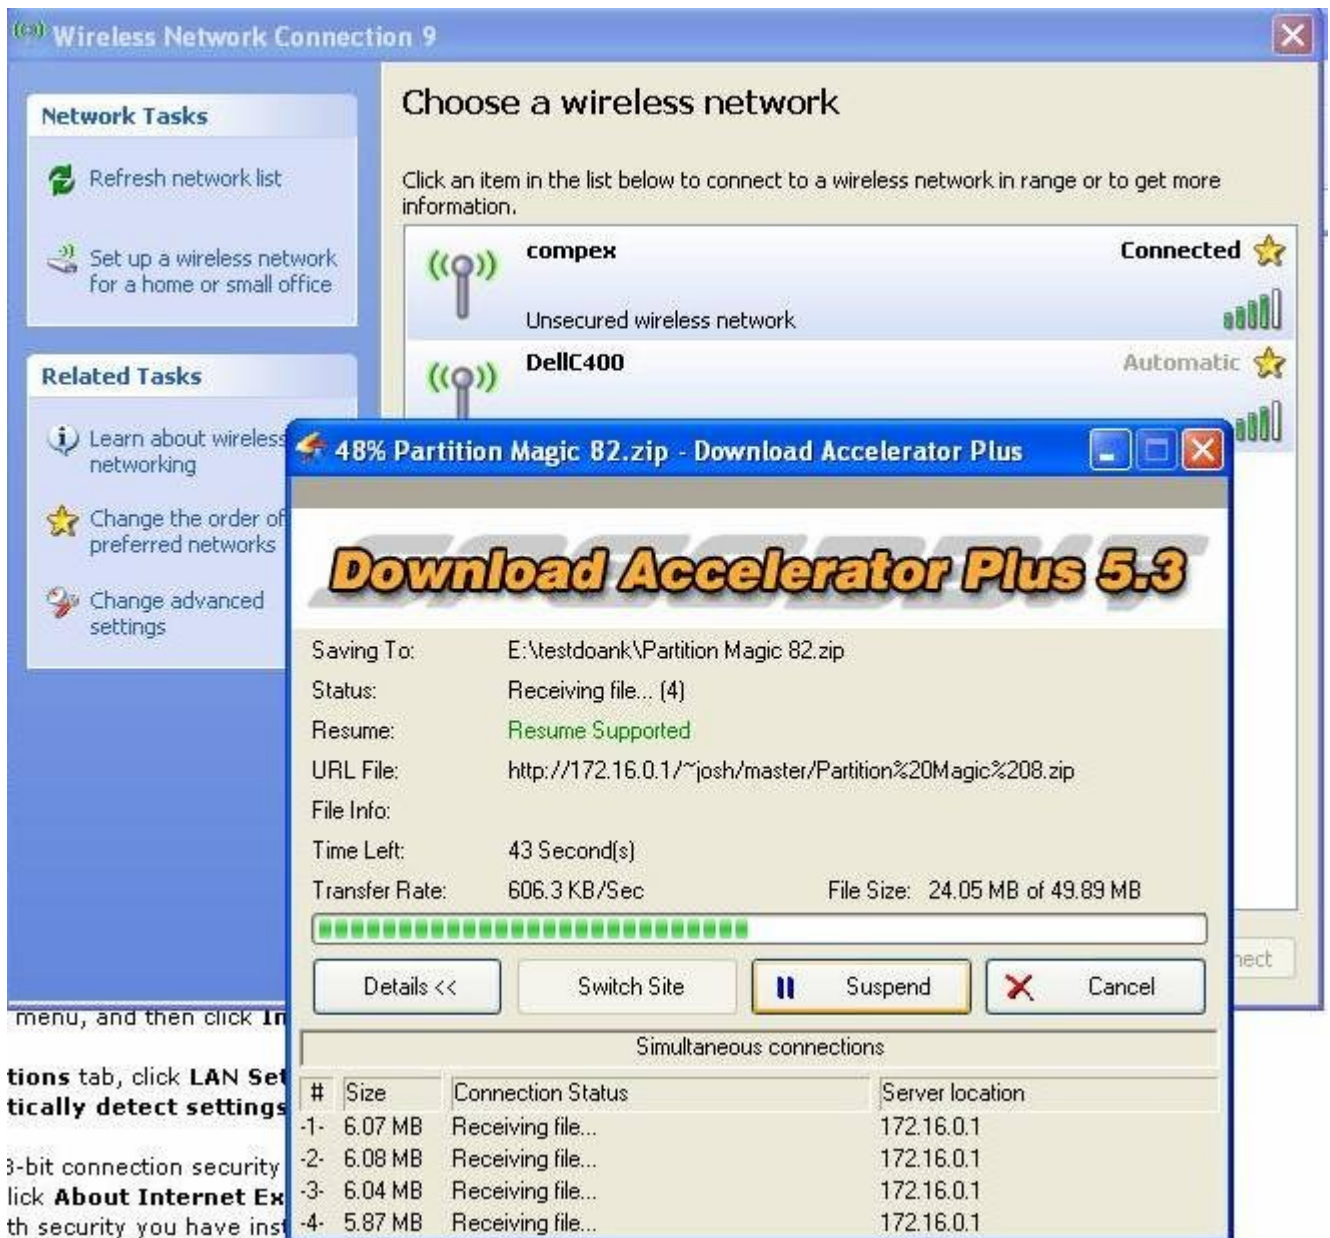 Wireless Network Connection 9
Network Tasks
Refresh network list
Set up a wireless network
for a home or small office
Related Tasks
Learn about wireless
networking
Change the order of
preferred networks
Change advanced
settings
Choose a wireless network
Click an item in the list below to connect to a wireless network in range or to get more
information.
compex Connected
Unsecured wireless network
DellC400 Automatic
48% Partition Magic 82.zip - Download Accelerator Plus
Download Accelerator Plus 5.3
Saving To: E:\testdoank\Partition Magic 82.zip
Status: Receiving file... (4)
Resume: Resume Supported
URL File: http://172.16.0.1/~josh/master/Partition%20Magic%208.zip
File Info:
Time Left: 43 Second(s)
Transfer Rate: 606.3 KB/Sec File Size: 24.05 MB of 49.89 MB
Details << Switch Site Suspend Cancel
nect
Simultaneous connections
# Size Connection Status Server location
-1- 6.07 MB Receiving file... 172.16.0.1
-2- 6.08 MB Receiving file... 172.16.0.1
-3- 6.04 MB Receiving file... 172.16.0.1
-4- 5.87 MB Receiving file... 172.16.0.1
menu, and then click In
tions tab, click LAN Set
tically detect settings
-bit connection security
lick About Internet Ex
th security you have inst